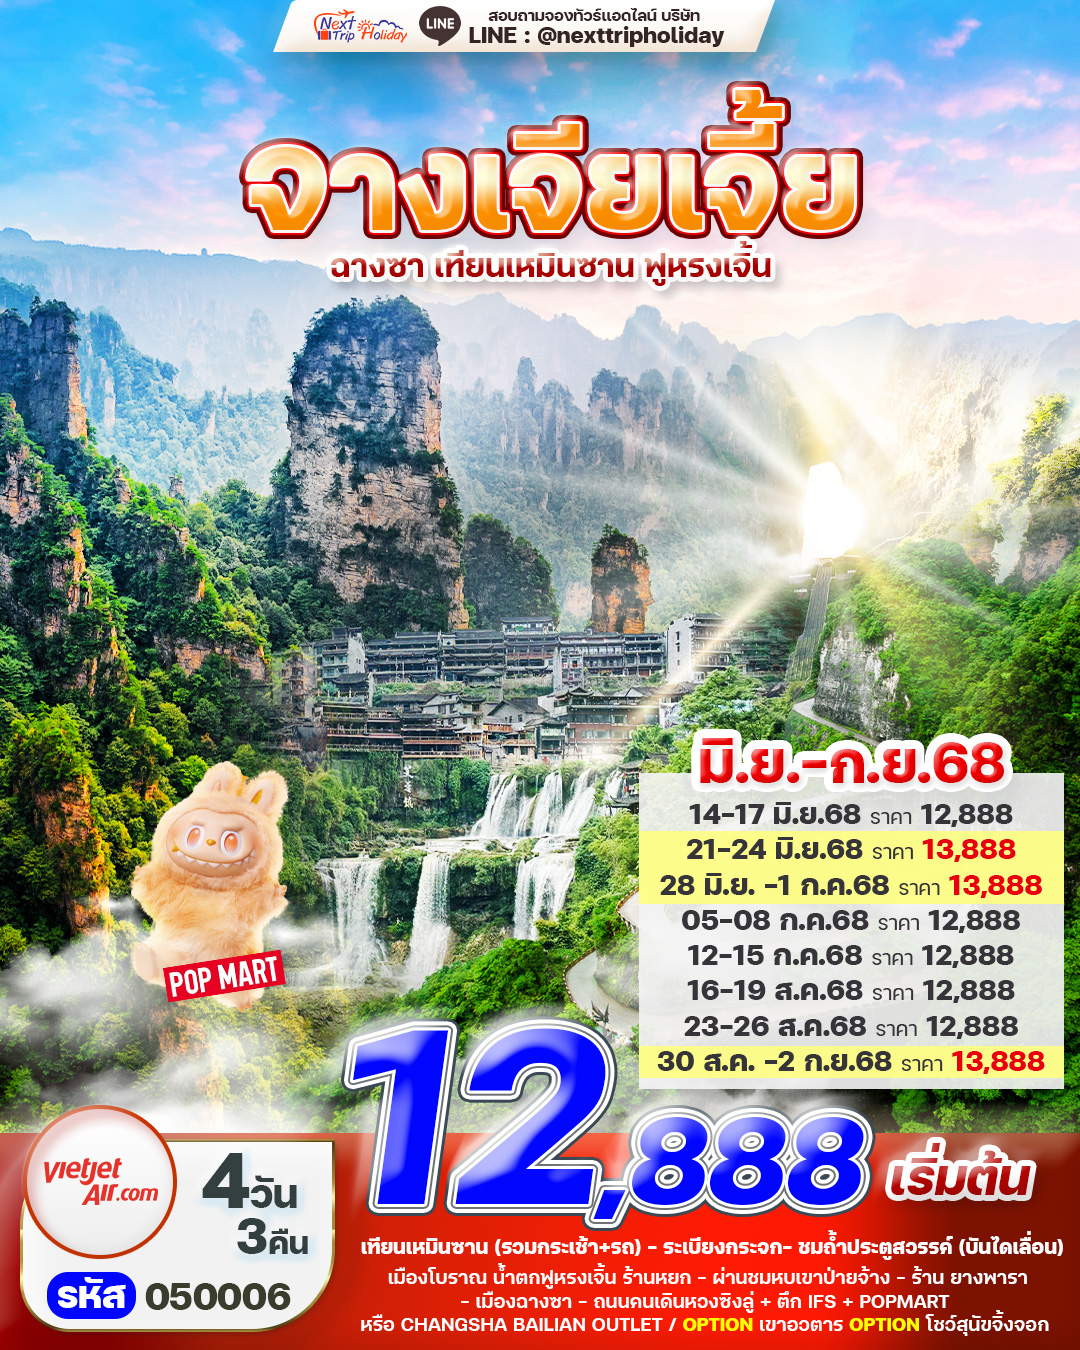 Next Trip Holiday
LINE
สอบถามจองทัวร์แอดไลน์ บริษัท
LINE : @nexttripholiday
จางเจียเจี้ย
ฉางซา เทียนเหมินซาน ฟูหรงเจิ้น
มิ.ย.-ก.ย.68
14-17 มิ.ย.68 ราคา 12,888
21-24 มิ.ย.68 ราคา 13,888
28 มิ.ย. -1 ก.ค.68 ราคา 13,888
05-08 ก.ค.68 ราคา 12,888
12-15 ก.ค.68 ราคา 12,888
16-19 ส.ค.68 ราคา 12,888
23-26 ส.ค.68 ราคา 12,888
30 ส.ค. -2 ก.ย.68 ราคา 13,888
POP MART
12,888 เริ่มต้น
vietjet
Air.com
4วัน
3คืน
รหัส 050006
เทียนเหมินซาน (รวมกระเช้า+รถ) - ระเบียงกระจก- ชมถ้ำประตูสวรรค์ (บันไดเลื่อน)
เมืองโบราณ น้ำตกฟูหรงเจิ้น ร้านหยก - ผ่านชมหบเขาป่ายจ้าง - ร้าน ยางพารา
- เมืองฉางซา - ถนนคนเดินหวงซิงลู่ + ตึก IFS + POPMART
หรือ CHANGSHA BAILIAN OUTLET / OPTION เขาอวตาร OPTION โชว์สุนัขจิ้งจอก